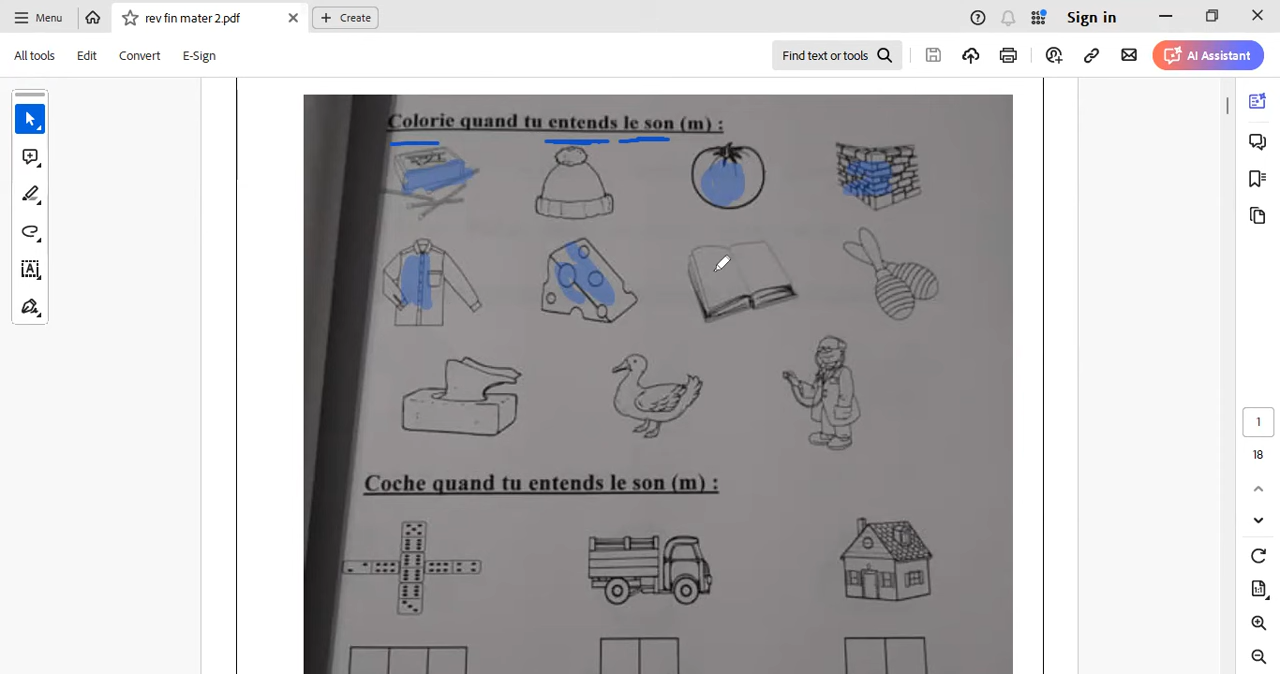 Menu
rev fin mater 2.pdf
Create
Sign in
All tools
Edit
Convert
E-Sign
Find text or tools
AI Assistant
Colorie quand tu entends le son (m) :
Coche quand tu entends le son (m) :
1
18